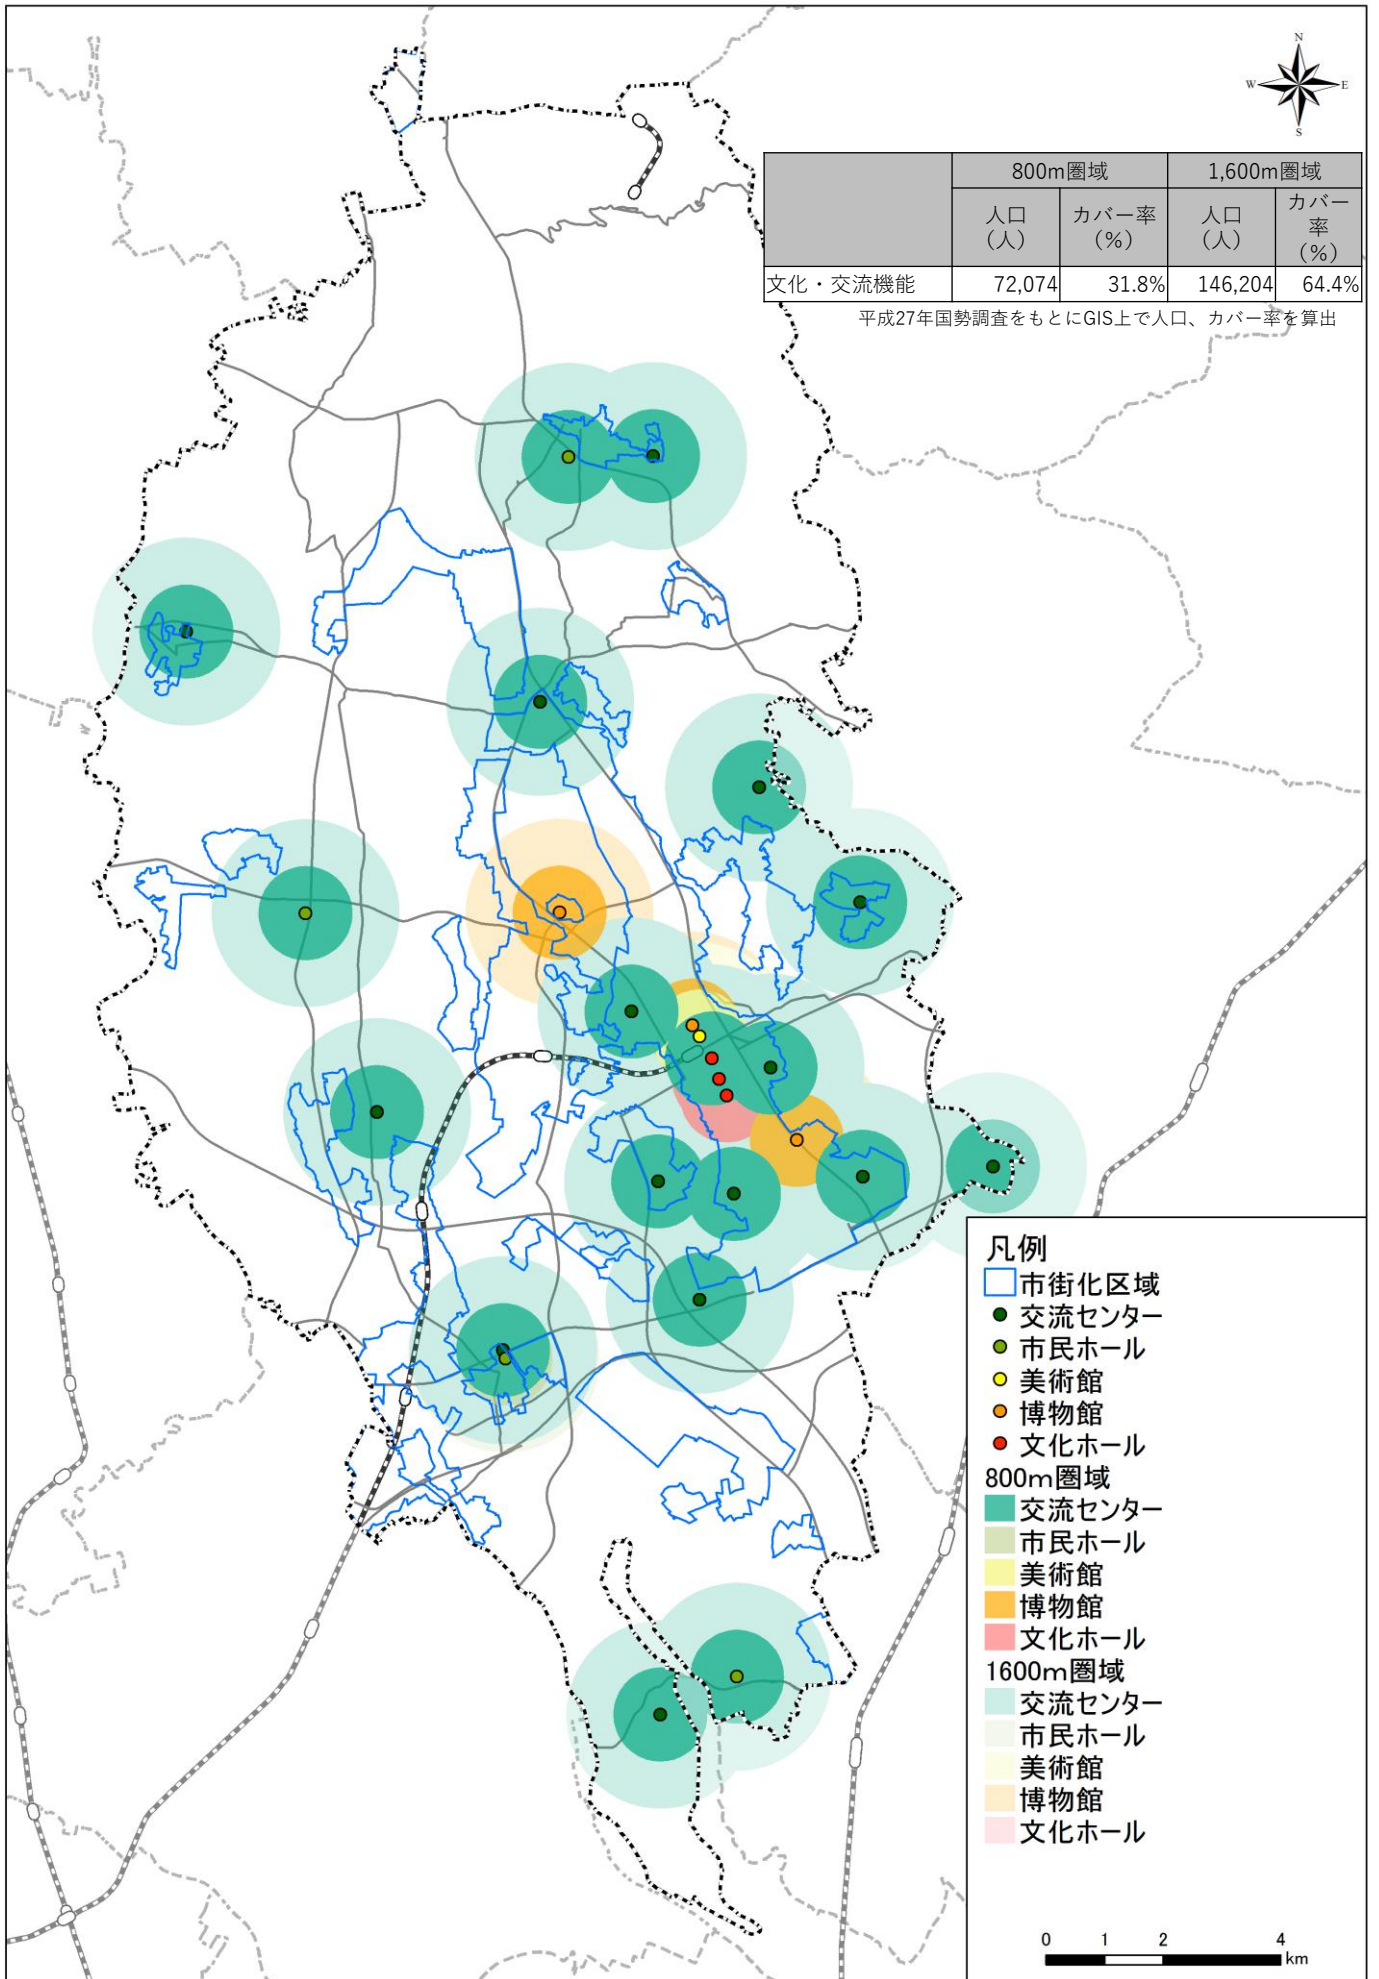 N
W
E
S
800m圏域 1,600m圏域
人口
(人)
カバー率
(%)
人口
(人)
カバー
率
(%)
文化・交流機能 72,074 31.8% 146,204 64.4%
平成27年国勢調査をもとにGIS上で人口、カバー率を算出
凡例
市街化区域
交流センター
市民ホール
美術館
博物館
文化ホール
800m圏域
交流センター
市民ホール
美術館
博物館
文化ホール
1600m圏域
交流センター
市民ホール
美術館
博物館
文化ホール
0 1 2 4
km